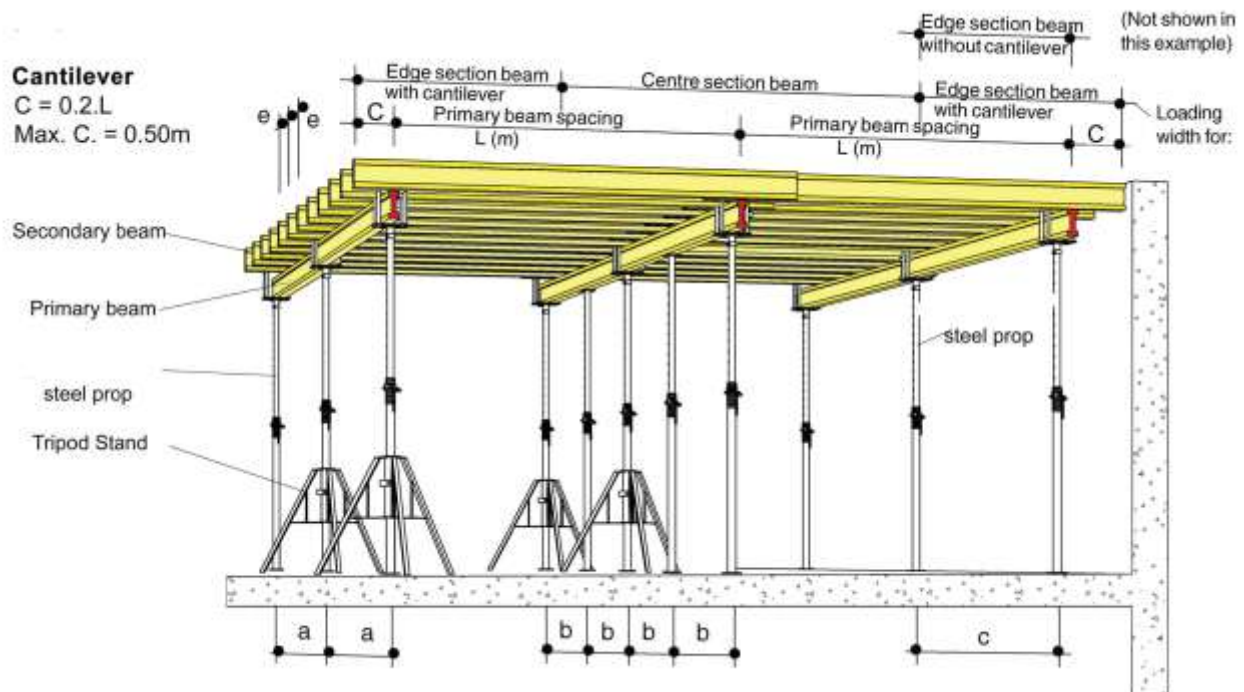 Edge section beam
without cantilever
(Not shown in
this example)
Cantilever
C = 0.2.L
Max. C. = 0.50m
e
e
Edge section beam
with cantilever
Centre section beam
Edge section beam
with cantilever
Loading
width for:
C
Primary beam spacing
L (m)
Primary beam spacing
L (m)
C
Secondary beam
Primary beam
steel prop
steel prop
Tripod Stand
a
a
b
b
b
b
c